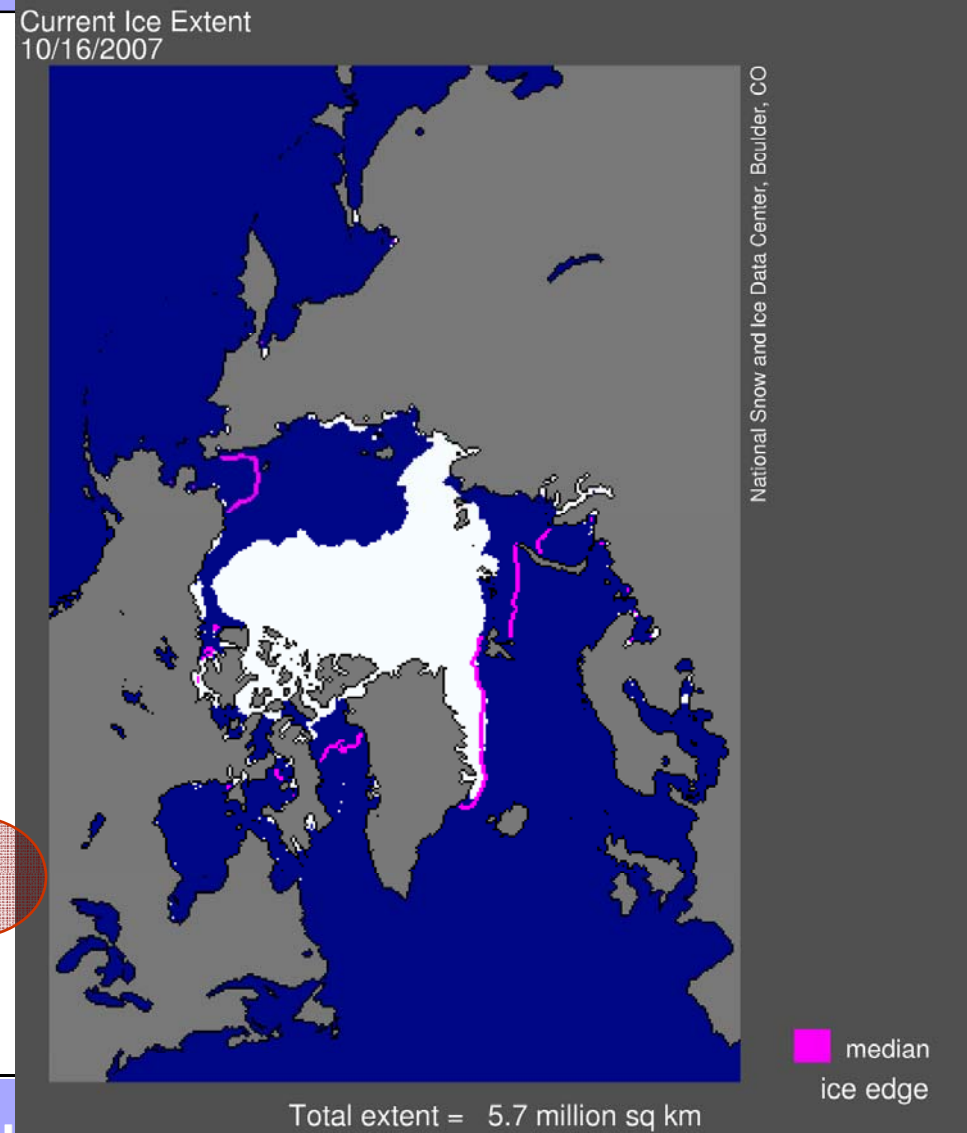 Current Ice Extent
10/16/2007
National Snow and Ice Data Center, Boulder, CO
median
ice edge
Total extent = 5.7 million sq km